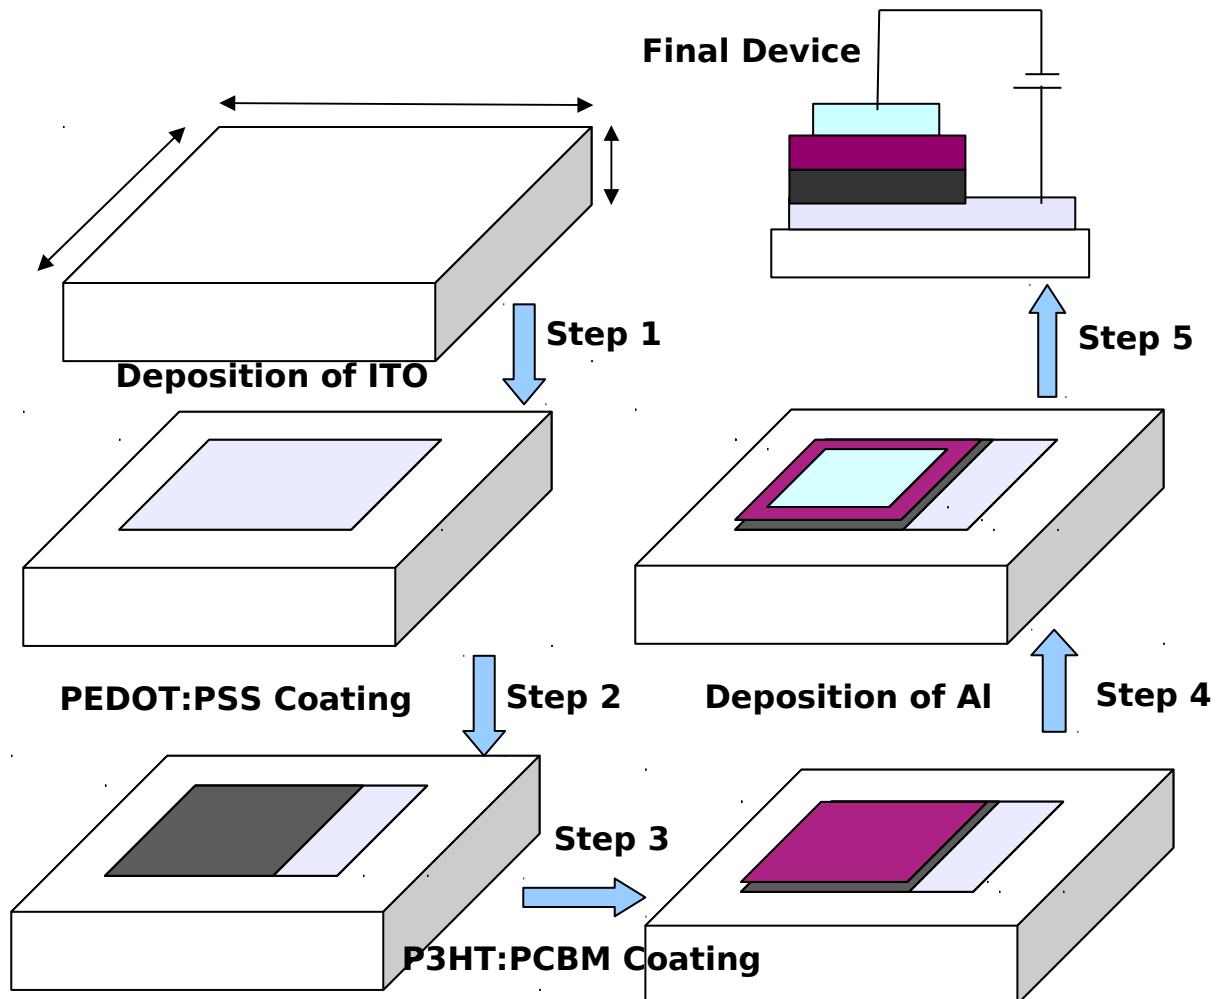 Final Device
Step 1
Deposition of ITO
Step 5
PEDOT:PSS Coating
Step 2
Deposition of Al
Step 4
Step 3
P3HT:PCBM Coating